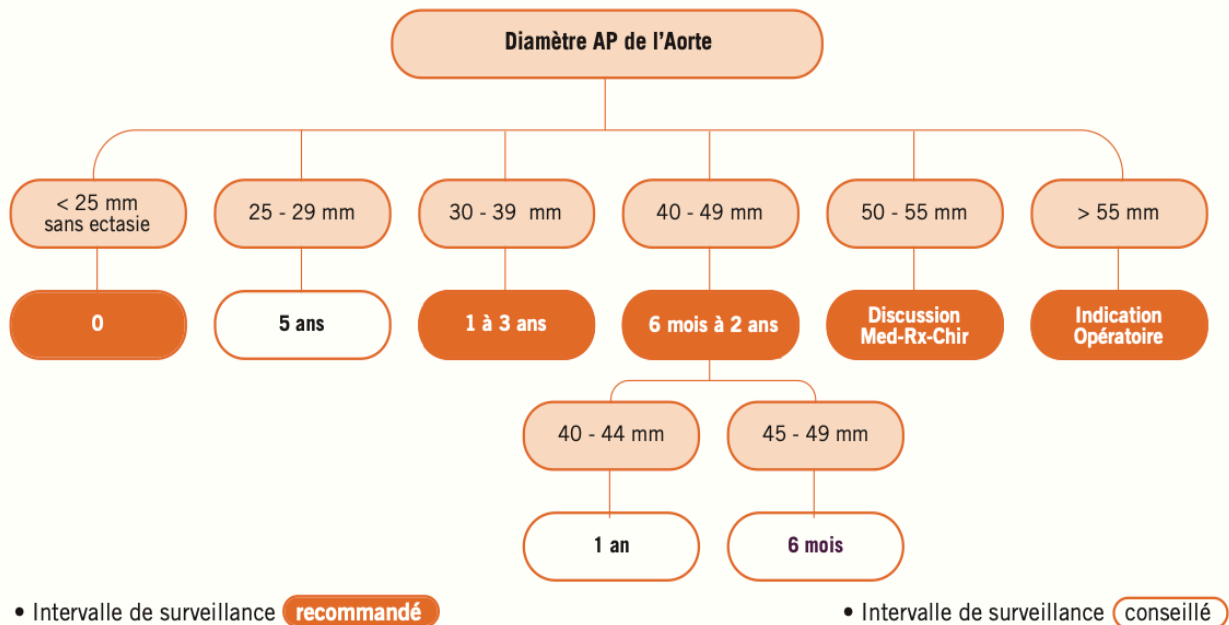 Diamètre AP de l'Aorte
< 25 mm
sans ectasie
25 - 29 mm
30 - 39 mm
40 - 49 mm
50 - 55 mm
> 55 mm
0
5 ans
1 à 3 ans
6 mois à 2 ans
Discussion
Med-Rx-Chir
Indication
Opératoire
40 - 44 mm
45 - 49 mm
1 an
6 mois
• Intervalle de surveillance recommandé
• Intervalle de surveillance conseillé